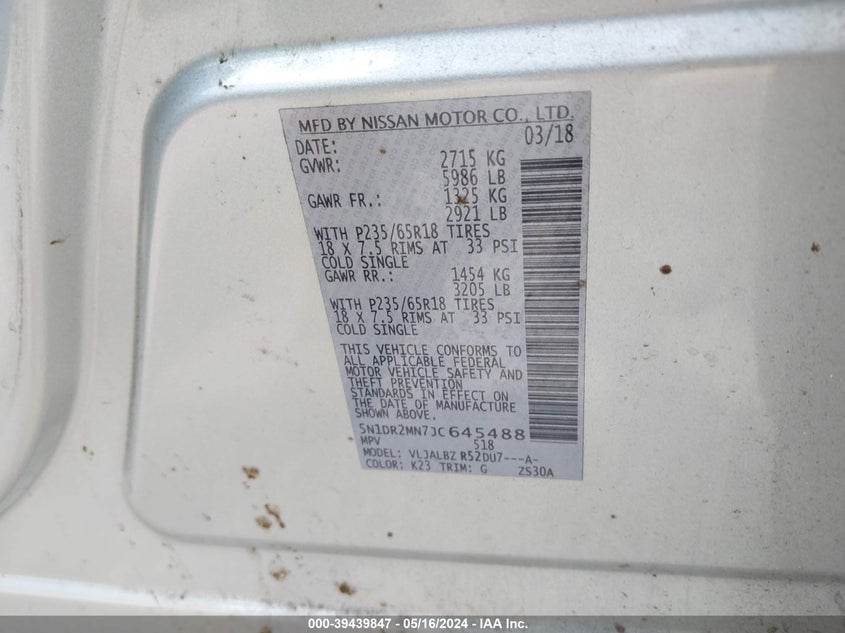 MFD BY NISSAN MOTOR CO., LTD.
DATE: 03/18
GVWR: 2715 KG
5986 LB
GAWR FR.: 1325 KG
2921 LB
WITH P235/65R18 TIRES
18 X 7.5 RIMS AT 33 PSI
COLD SINGLE
GAWR RR.: 1454 KG
3205 LB
WITH P235/65R18 TIRES
18 X 7.5 RIMS AT 33 PSI
COLD SINGLE
THIS VEHICLE CONFORMS TO
ALL APPLICABLE FEDERAL
MOTOR VEHICLE SAFETY AND
THEFT PREVENTION
STANDARDS IN EFFECT ON
THE DATE OF MANUFACTURE
SHOWN ABOVE.
5N1DR2MN7JC645488
MPV 518
MODEL: VLJALBZ R52DU7---A-
COLOR: K23 TRIM: G ZS30A
000-39439847 - 05/16/2024 - IAA Inc.